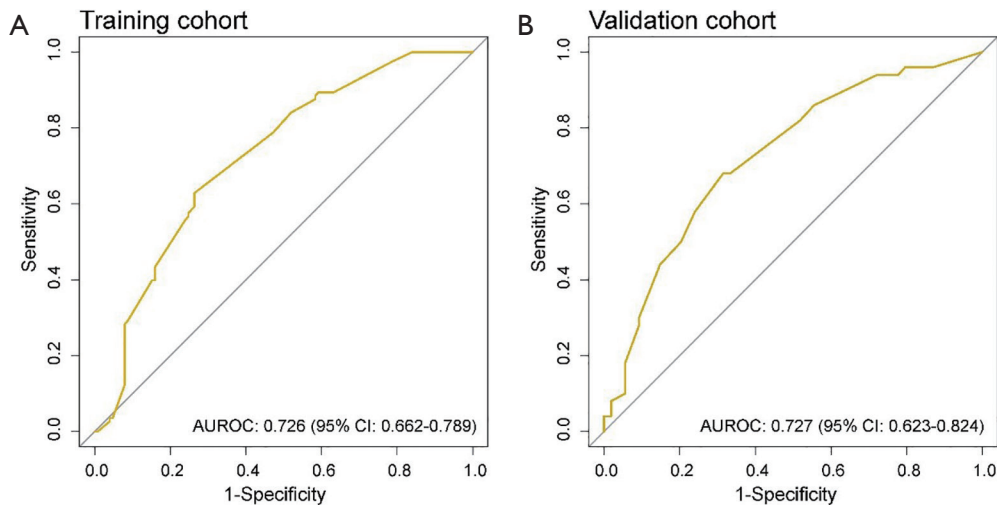 A Training cohort
Sensitivity
1.0
0.8
0.6
0.4
0.2
0.0
AUROC: 0.726 (95% CI: 0.662-0.789)
0.0 0.2 0.4 0.6 0.8 1.0
1-Specificity
B Validation cohort
Sensitivity
1.0
0.8
0.6
0.4
0.2
0.0
AUROC: 0.727 (95% CI: 0.623-0.824)
0.0 0.2 0.4 0.6 0.8 1.0
1-Specificity